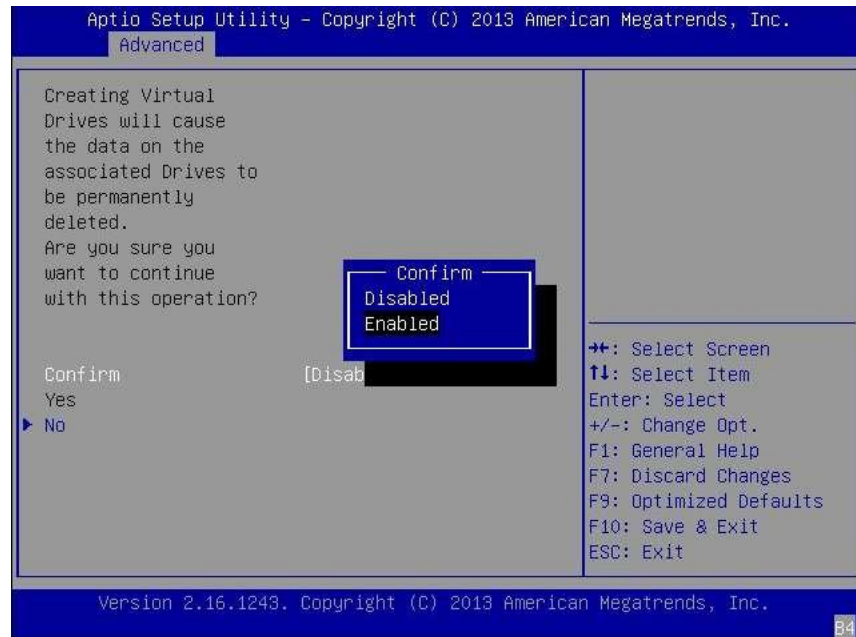 Aptio Setup Utility – Copyright (C) 2013 American Megatrends, Inc.
Advanced
Creating Virtual
Drives will cause
the data on the
associated Drives to
be permanently
deleted.
Are you sure you
want to continue
with this operation?
Confirm [Disab
Yes
No
Confirm
Disabled
Enabled
→←: Select Screen
↑↓: Select Item
Enter: Select
+/-: Change Opt.
F1: General Help
F7: Discard Changes
F9: Optimized Defaults
F10: Save & Exit
ESC: Exit
Version 2.16.1243. Copyright (C) 2013 American Megatrends, Inc.
B4